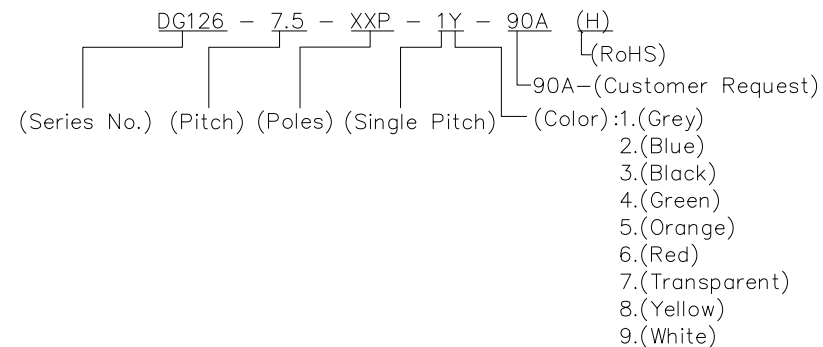 DG126 - 7.5 - XXP - 1Y - 90A (H)
(RoHS)
90A-(Customer Request)
(Series No.) (Pitch) (Poles) (Single Pitch) (Color):1.(Grey)
2.(Blue)
3.(Black)
4.(Green)
5.(Orange)
6.(Red)
7.(Transparent)
8.(Yellow)
9.(White)